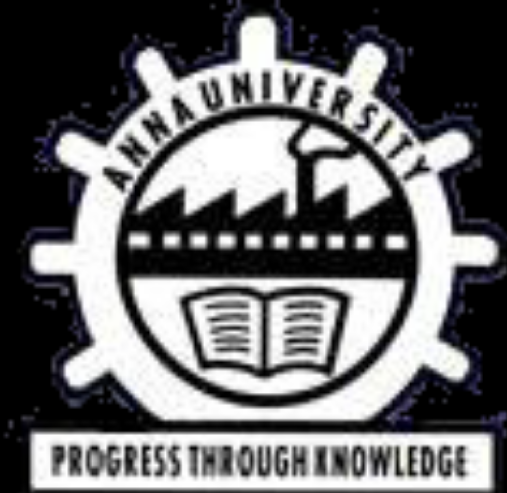 ANNA UNIVERSITY
PROGRESS THROUGH KNOWLEDGE